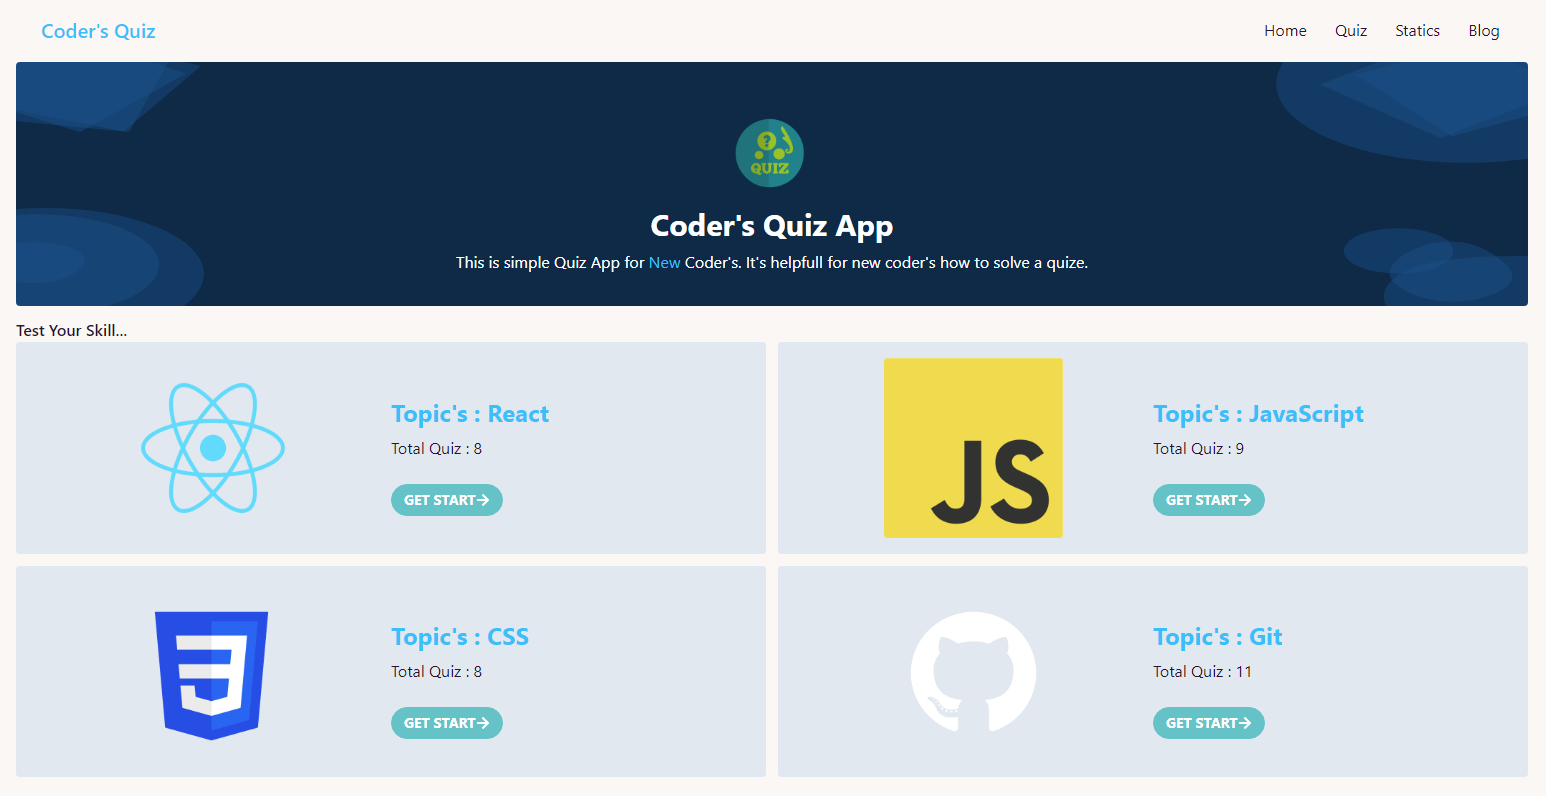 Coder's Quiz
Home Quiz Statics Blog
? QUIZ
Coder's Quiz App
This is simple Quiz App for New Coder's. It's helpfull for new coder's how to solve a quize.
Test Your Skill...
Topic's : React
Total Quiz : 8
GET START→
JS
Topic's : JavaScript
Total Quiz : 9
GET START→
3
Topic's : CSS
Total Quiz : 8
GET START→
Topic's : Git
Total Quiz : 11
GET START→